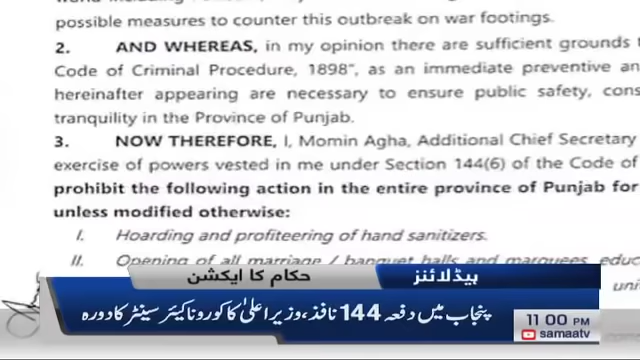 possible measures to counter this outbreak on war footings.
2. AND WHEREAS, in my opinion there are sufficient grounds
Code of Criminal Procedure, 1898", as an immediate preventive
hereinafter appearing are necessary to ensure public safety,
tranquility in the Province of Punjab.
3. NOW THEREFORE, I, Momin Agha, Additional Chief Secretary
exercise of powers vested in me under Section 144(6) of the Code of
prohibit the following action in the entire province of Punjab for
unless modified otherwise:
I. Hoarding and profiteering of hand sanitizers.
II. Opening of all marriage / banquet halls and marquees,
ہیڈلائنز
حکام کا ایکشن
پنجاب میں دفعہ 144 نافذ، وزیراعلیٰ کا کورونا کیئر سینٹر کا دورہ
11:00 PM
samaatv